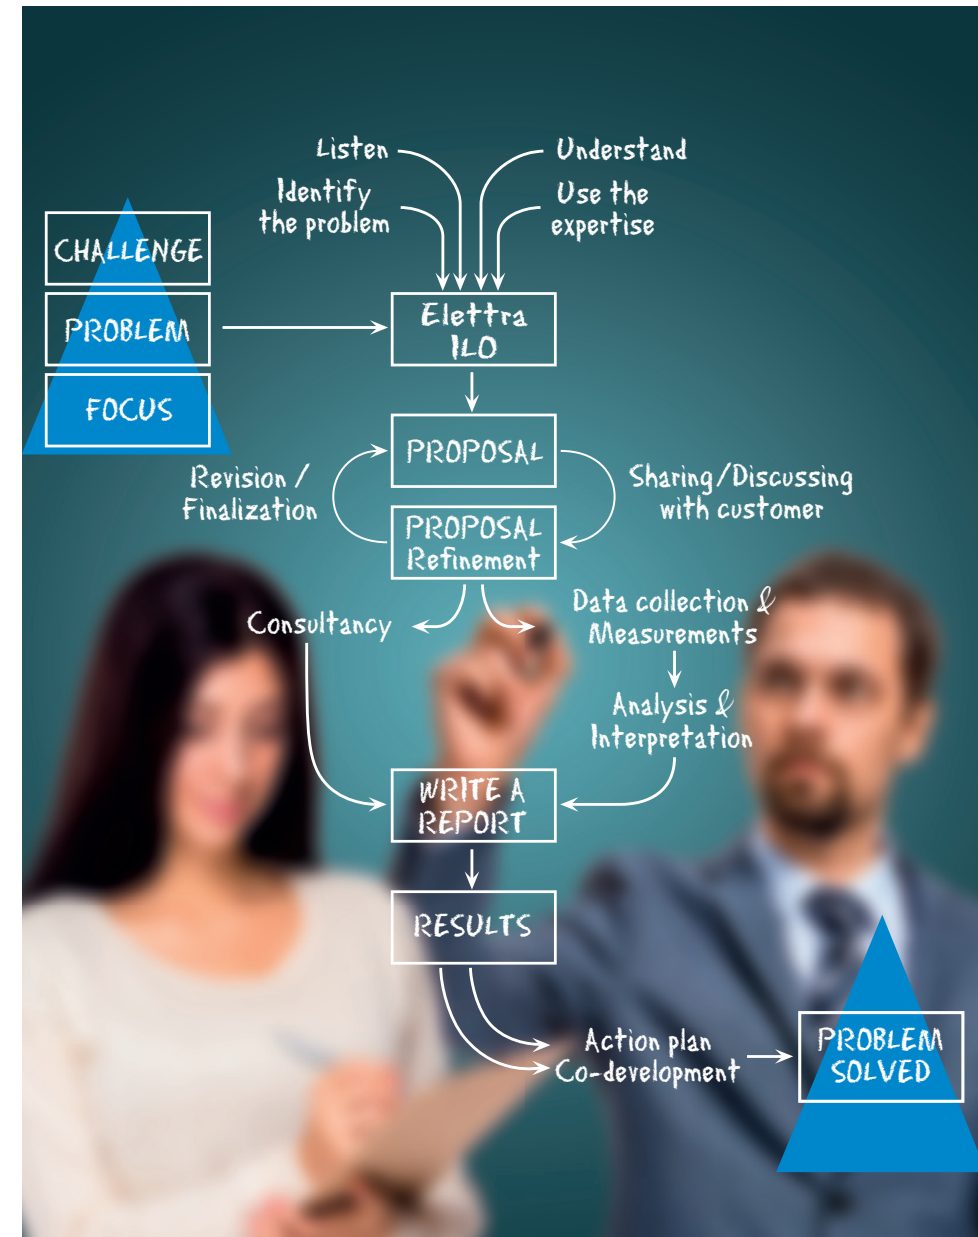 Listen
Understand
Identify
the problem
Use the
expertise
CHALLENGE
PROBLEM
FOCUS
Elettra
ILO
PROPOSAL
Revision /
Finalization
Sharing/Discussing
with customer
PROPOSAL
Refinement
Consultancy
Data collection &
Measurements
Analysis &
Interpretation
WRITE A
REPORT
RESULTS
Action plan
Co-development
PROBLEM
SOLVED